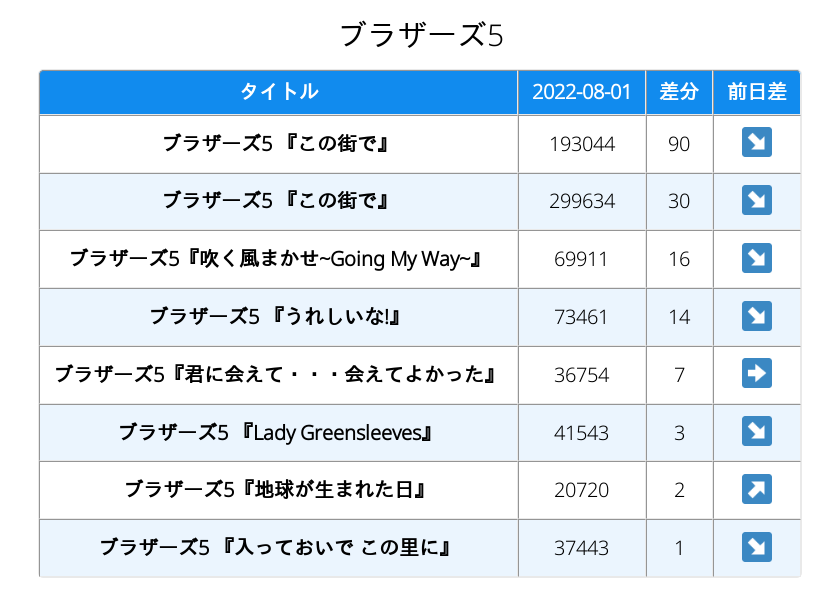 ブラザーズ5
タイトル 2022-08-01 差分 前日差
ブラザーズ5 『この街で』 193044 90 ↘
ブラザーズ5 『この街で』 299634 30 ↘
ブラザーズ5『吹く風まかせ~Going My Way~』 69911 16 ↘
ブラザーズ5 『うれしいな!』 73461 14 ↘
ブラザーズ5『君に会えて・・・会えてよかった』 36754 7 ➡
ブラザーズ5 『Lady Greensleeves』 41543 3 ↘
ブラザーズ5『地球が生まれた日』 20720 2 ↗
ブラザーズ5 『入っておいで この里に』 37443 1 ↘